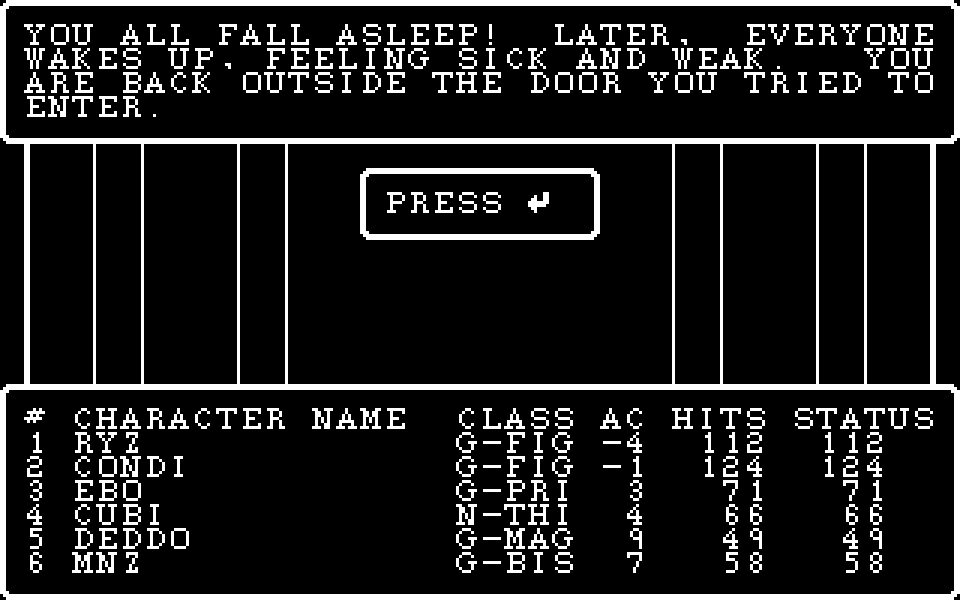 YOU ALL FALL ASLEEP!  LATER,  EVERYONE
WAKES UP, FEELING SICK AND WEAK.   YOU
ARE BACK OUTSIDE THE DOOR YOU TRIED TO
ENTER.
PRESS ↵
# CHARACTER NAME  CLASS AC HITS STATUS
1 RYZ             G-FIG -4  112  112
2 CONDI           G-FIG -1  124  124
3 EBO             G-PRI  3   71   71
4 CUBI            N-THI  4   66   66
5 DEDDO           G-MAG  9   49   49
6 MNZ             G-BIS  7   58   58